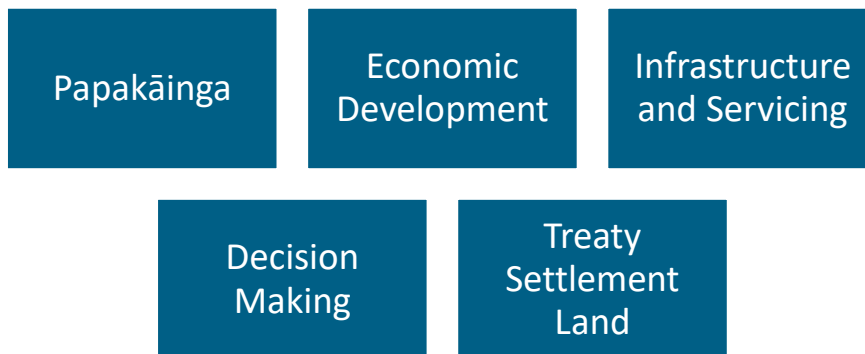 Papakāinga
Economic
Development
Infrastructure
and Servicing
Decision
Making
Treaty
Settlement
Land